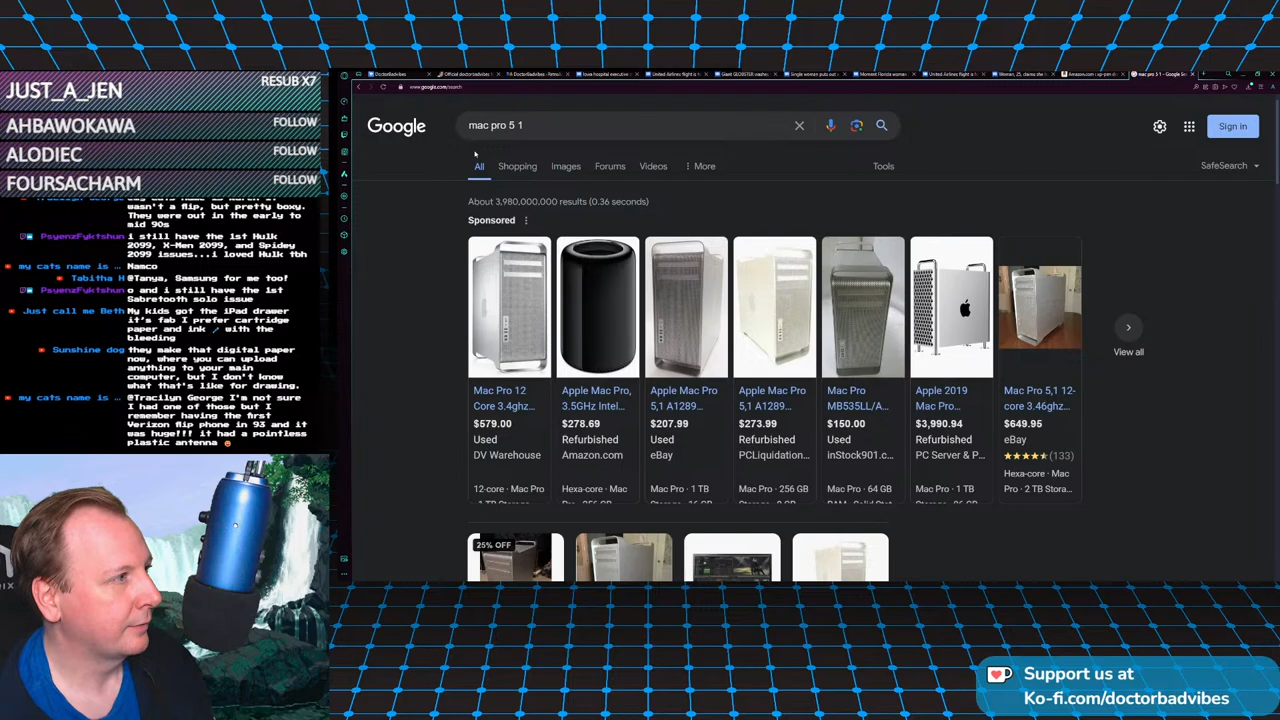 JUST_A_JEN
RESUB X7
AHBAWOKAWA
FOLLOW
ALODIEC
FOLLOW
FOURSACHARM
FOLLOW
wasn't a flip, but pretty boxy.
They were out in the early to
mid 90s
PsyenzFyktshun i still have the 1st Hulk
2099, X-Men 2099, and Spidey
2099 issues...i loved Hulk tbh
my cats name is … Namco
Tabitha H @Tanya, Samsung for me too!
PsyenzFyktshun o and i still have the 1st
Sabretooth solo issue
Just call me Beth My kids got the iPad drawer
it's fab I prefer cartridge
paper and ink with the
bleeding
Sunshine dog they make that digital paper
now, where you can upload
anything to your main
computer, but I don't know
what that's like for drawing.
my cats name is … @Tracilyn George I'm not sure
I had one of those but I
remember having the first
Verizon flip phone in 93 and it
was huge!!! it had a pointless
plastic antenna
DoctorBadvibes
www.google.com/search
Google
mac pro 5 1
Sign in
All
Shopping
Images
Forums
Videos
More
Tools
SafeSearch
About 3,980,000,000 results (0.36 seconds)
Sponsored
Mac Pro 12
Core 3.4ghz...
$579.00
Used
DV Warehouse
12-core · Mac Pro
Apple Mac Pro,
3.5GHz Intel...
$278.69
Refurbished
Amazon.com
Hexa-core · Mac
Apple Mac Pro
5,1 A1289...
$207.99
Used
eBay
Mac Pro · 1 TB
Apple Mac Pro
5,1 A1289...
$273.99
Refurbished
PCLiquidation...
Mac Pro · 256 GB
Mac Pro
MB535LL/A...
$150.00
Used
inStock901.c...
Mac Pro · 64 GB
Apple 2019
Mac Pro...
$3,990.94
Refurbished
PC Server & P...
Mac Pro · 1 TB
Mac Pro 5,1 12-
core 3.46ghz...
$649.95
eBay
(133)
Hexa-core · Mac
Pro · 2 TB Stora...
View all
25% OFF
Support us at
Ko-fi.com/doctorbadvibes